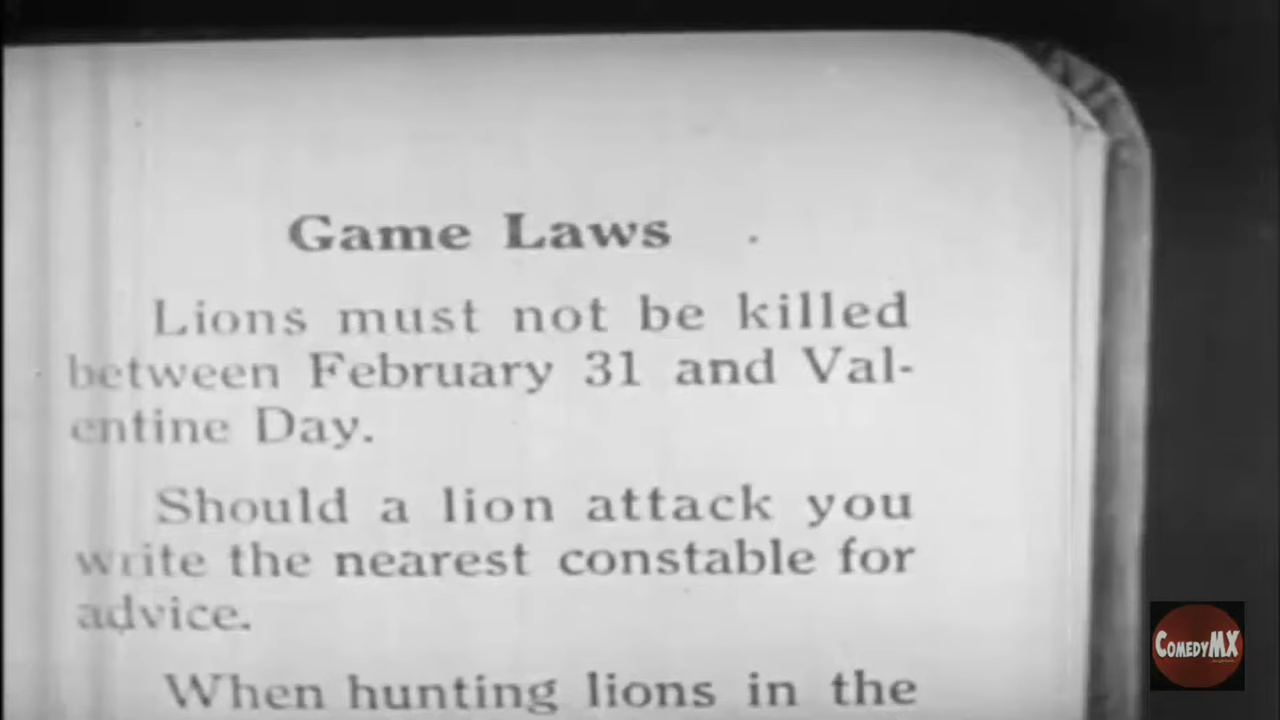 Game Laws
Lions must not be killed
between February 31 and Val-
entine Day.
Should a lion attack you
write the nearest constable for
advice.
When hunting lions in the
COMEDYMX